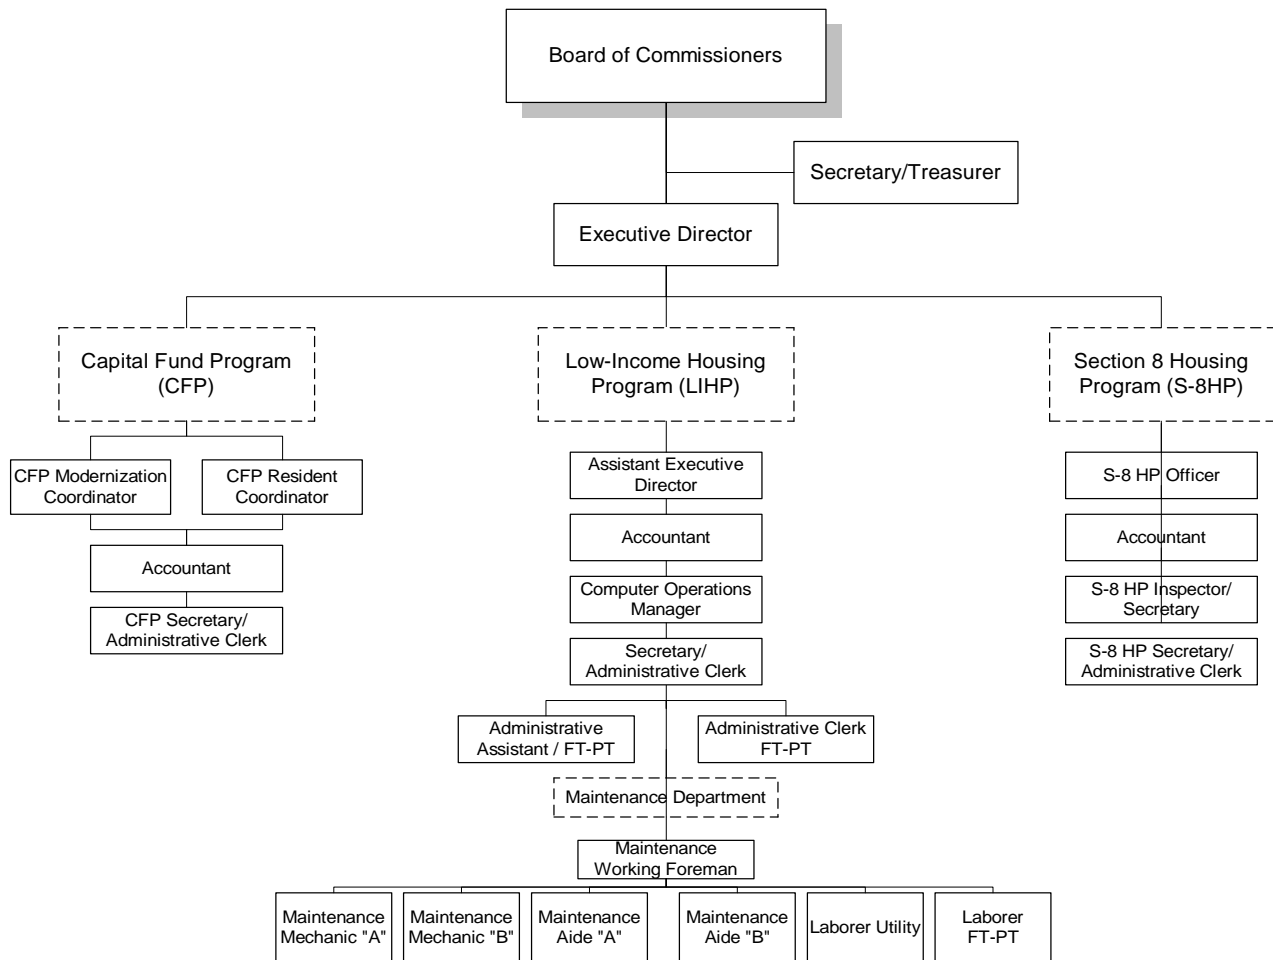 Board of Commissioners
Secretary/Treasurer
Executive Director
Capital Fund Program
(CFP)
Low-Income Housing
Program (LIHP)
Section 8 Housing
Program (S-8HP)
CFP Modernization
Coordinator
CFP Resident
Coordinator
Accountant
CFP Secretary/
Administrative Clerk
Assistant Executive
Director
Accountant
Computer Operations
Manager
Secretary/
Administrative Clerk
Administrative
Assistant / FT-PT
Administrative Clerk
FT-PT
S-8 HP Officer
Accountant
S-8 HP Inspector/
Secretary
S-8 HP Secretary/
Administrative Clerk
Maintenance Department
Maintenance
Working Foreman
Maintenance
Mechanic "A"
Maintenance
Mechanic "B"
Maintenance
Aide "A"
Maintenance
Aide "B"
Laborer Utility
Laborer
FT-PT